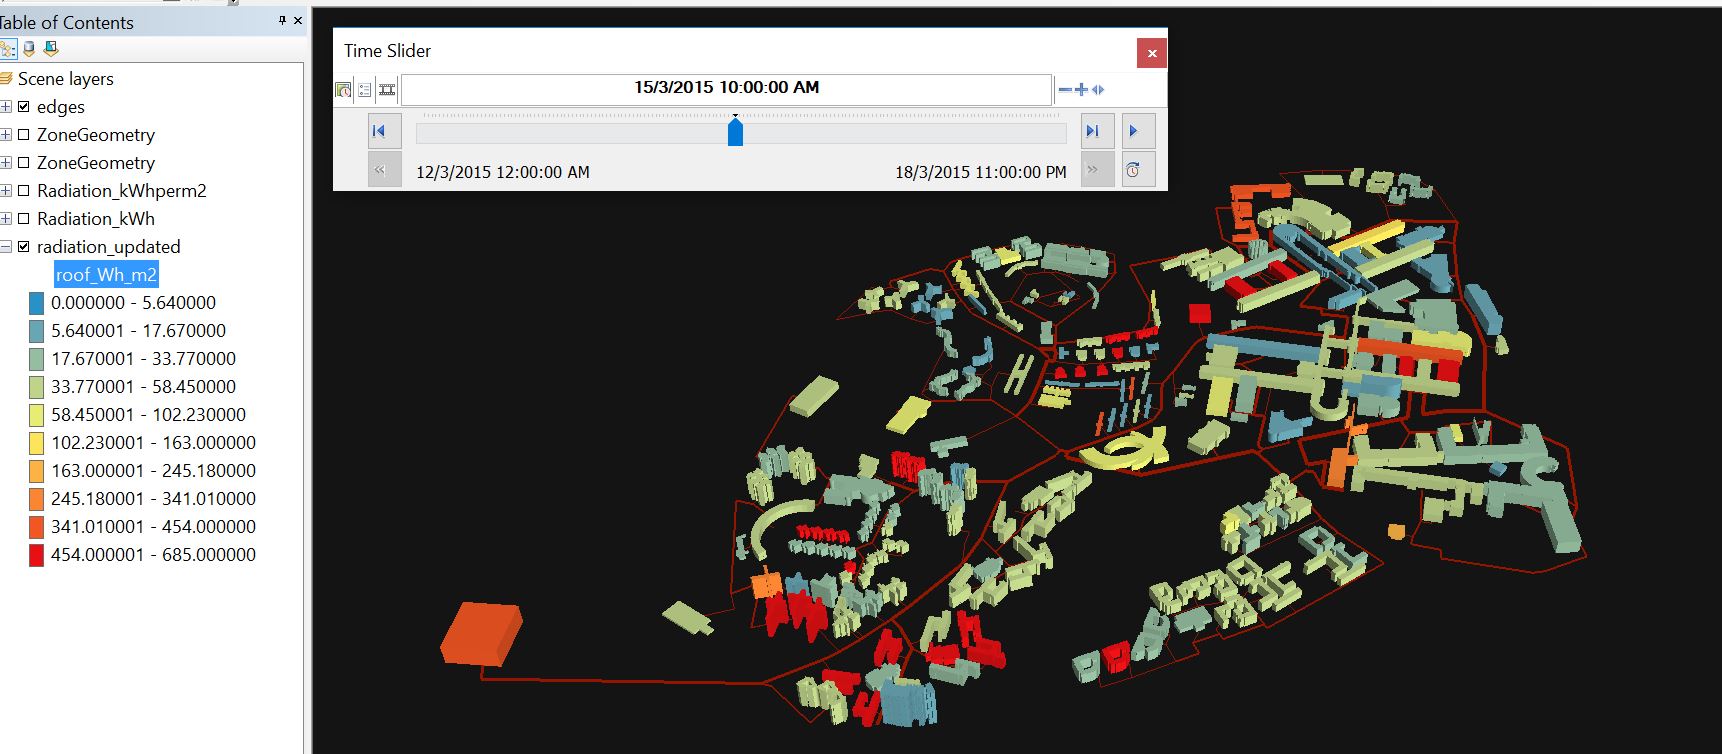 Table of Contents
Scene layers
edges
ZoneGeometry
ZoneGeometry
Radiation_kWhperm2
Radiation_kWh
radiation_updated
roof_Wh_m2
0.000000 - 5.640000
5.640001 - 17.670000
17.670001 - 33.770000
33.770001 - 58.450000
58.450001 - 102.230000
102.230001 - 163.000000
163.000001 - 245.180000
245.180001 - 341.010000
341.010001 - 454.000000
454.000001 - 685.000000
Time Slider
15/3/2015 10:00:00 AM
12/3/2015 12:00:00 AM
18/3/2015 11:00:00 PM